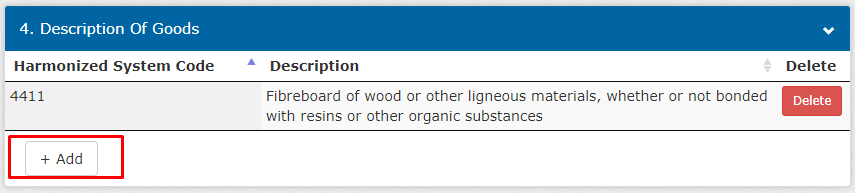 4. Description Of Goods
Harmonized System Code Description Delete
4411 Fibreboard of wood or other ligneous materials, whether or not bonded
with resins or other organic substances Delete
+ Add